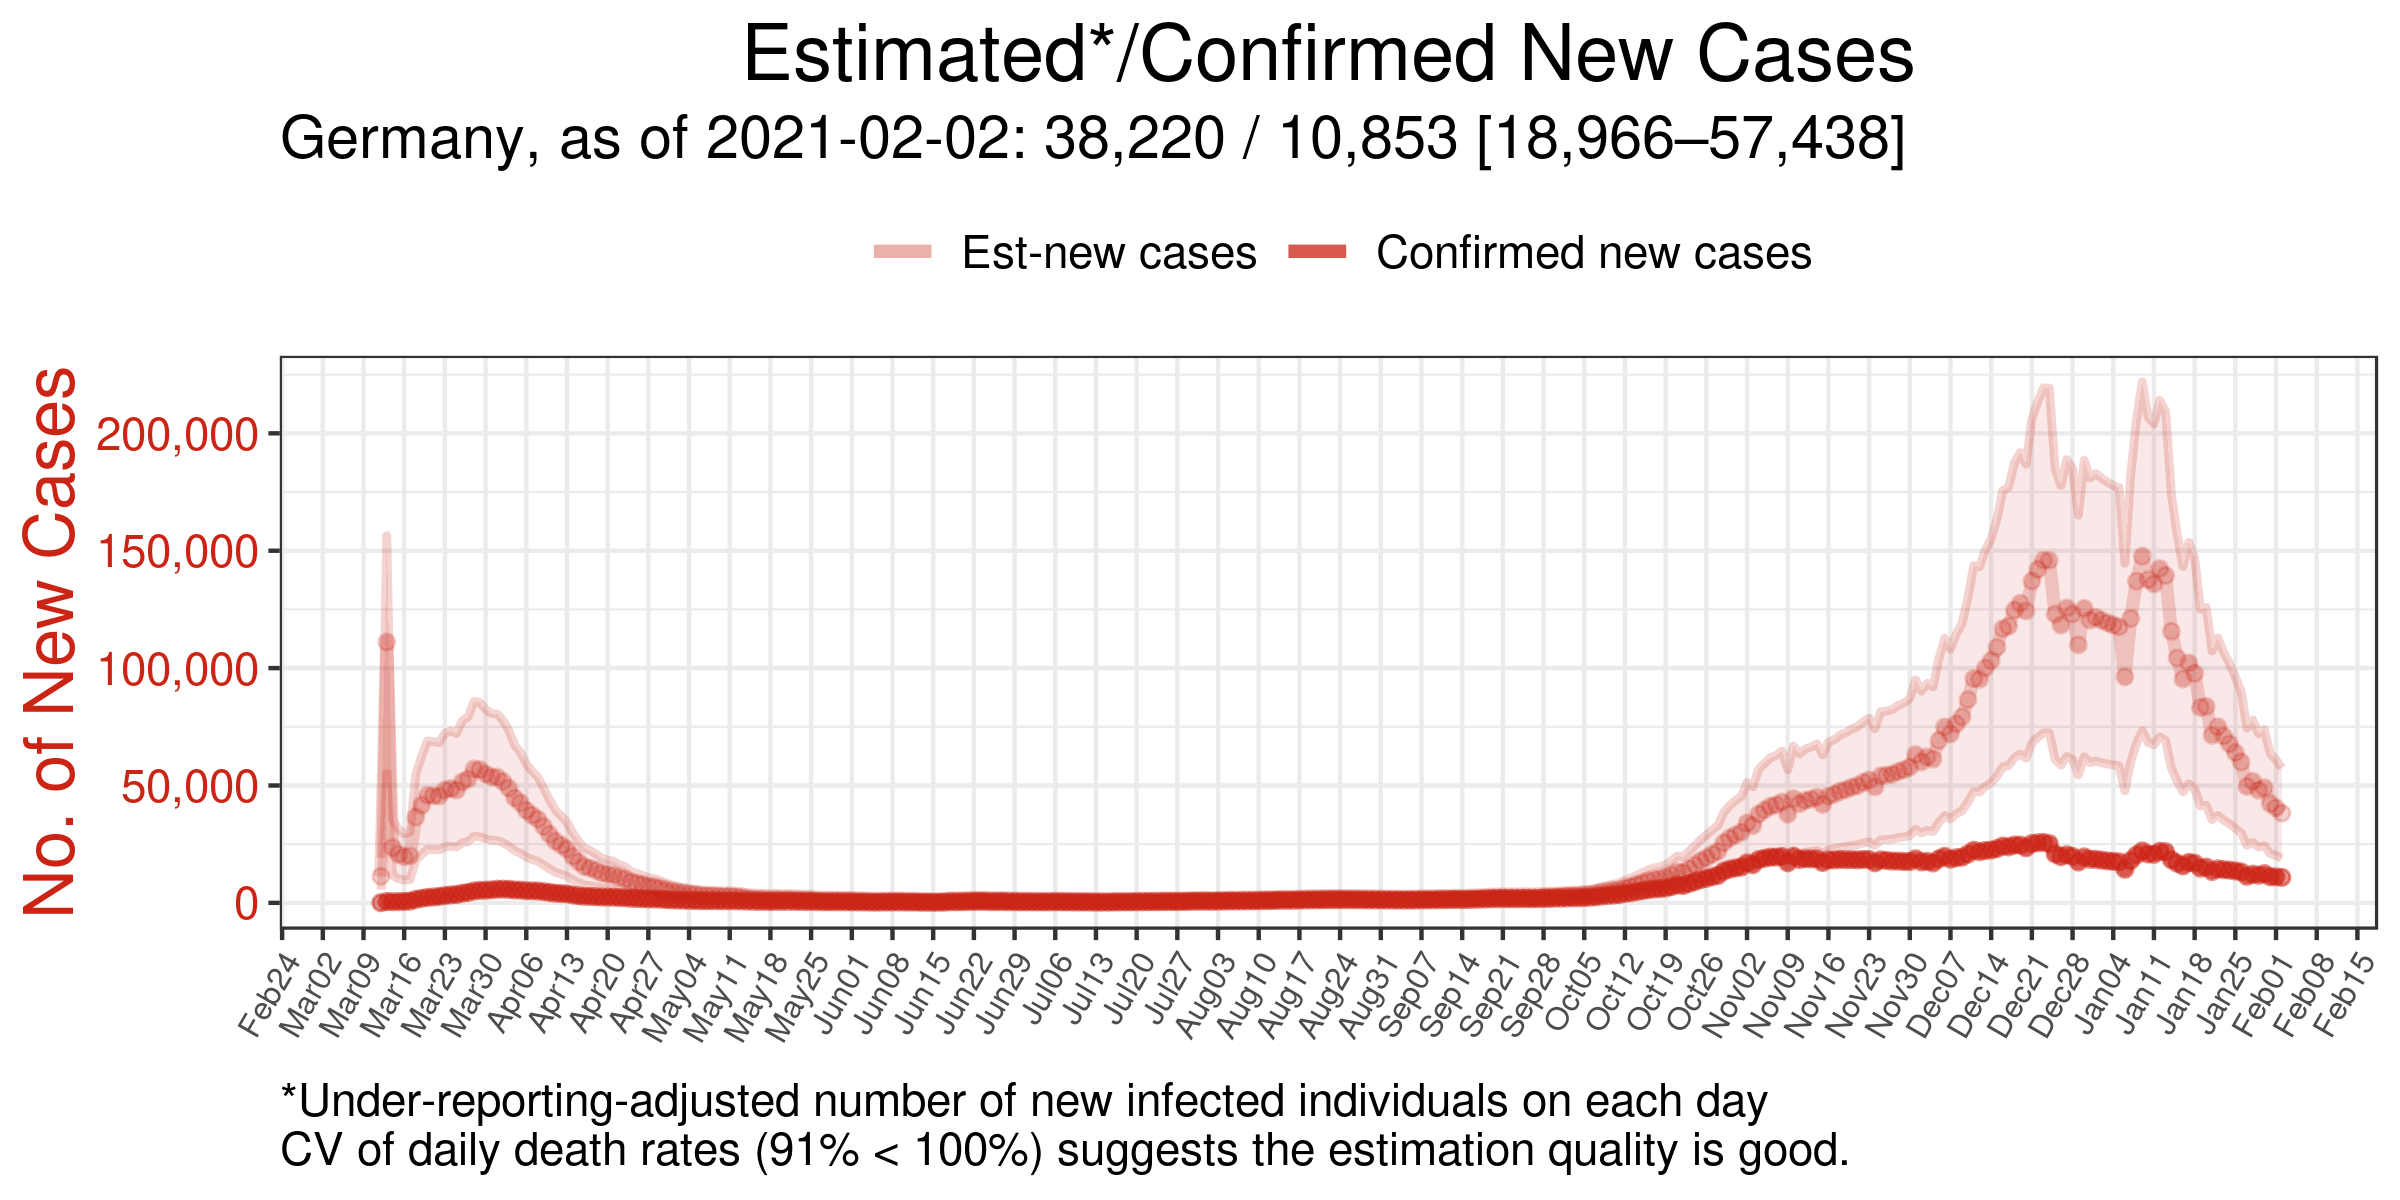 Estimated*/Confirmed New Cases
Germany, as of 2021-02-02: 38,220 / 10,853 [18,966–57,438]
Est-new cases Confirmed new cases
No. of New Cases
200,000
150,000
100,000
50,000
0
Feb24 Mar02 Mar09 Mar16 Mar23 Mar30 Apr06 Apr13 Apr20 Apr27 May04 May11 May18 May25 Jun01 Jun08 Jun15 Jun22 Jun29 Jul06 Jul13 Jul20 Jul27 Aug03 Aug10 Aug17 Aug24 Aug31 Sep07 Sep14 Sep21 Sep28 Oct05 Oct12 Oct19 Oct26 Nov02 Nov09 Nov16 Nov23 Nov30 Dec07 Dec14 Dec21 Dec28 Jan04 Jan11 Jan18 Jan25 Feb01 Feb08 Feb15
*Under-reporting-adjusted number of new infected individuals on each day
CV of daily death rates (91% < 100%) suggests the estimation quality is good.